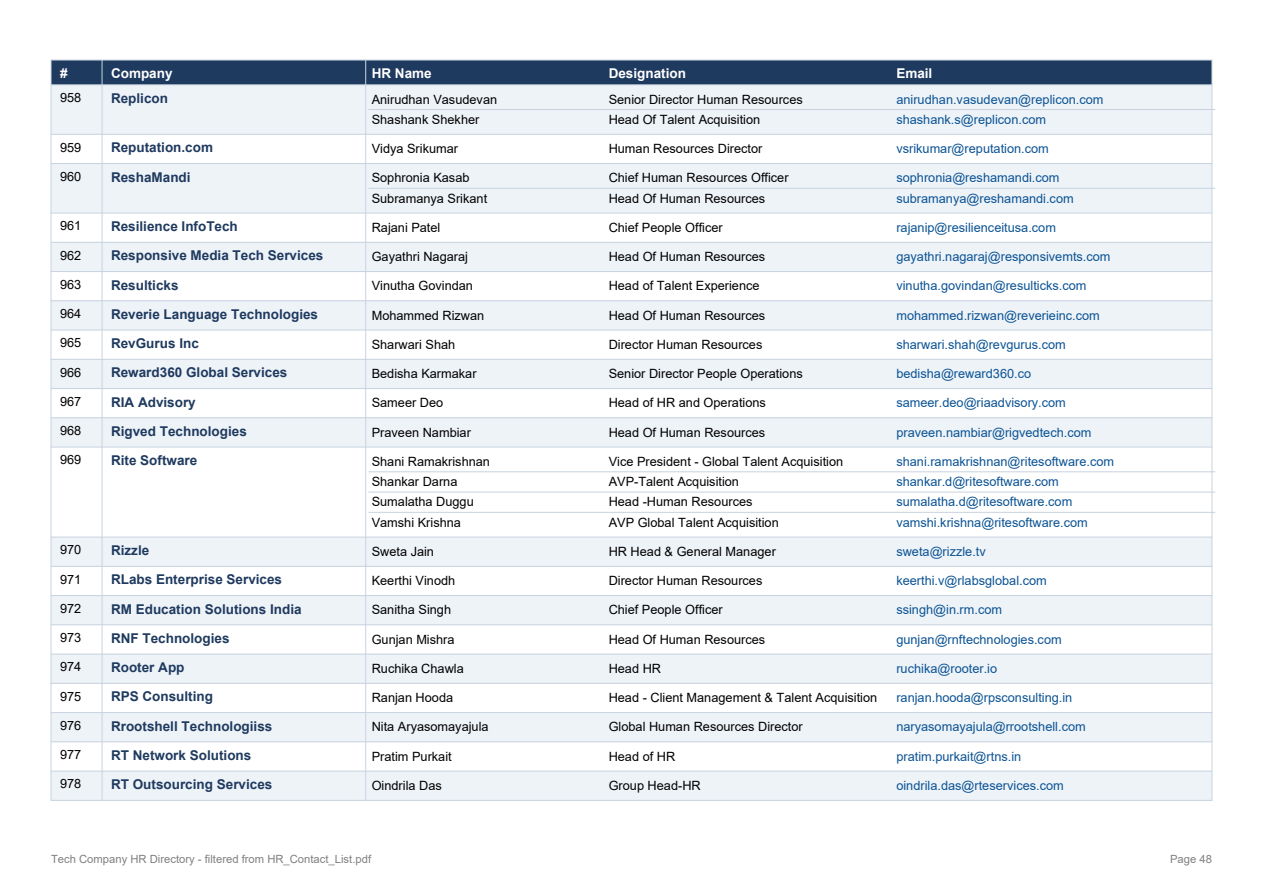 # Company HR Name Designation Email
958 Replicon Anirudhan Vasudevan Senior Director Human Resources anirudhan.vasudevan@replicon.com
Shashank Shekher Head Of Talent Acquisition shashank.s@replicon.com
959 Reputation.com Vidya Srikumar Human Resources Director vsrikumar@reputation.com
960 ReshaMandi Sophronia Kasab Chief Human Resources Officer sophronia@reshamandi.com
Subramanya Srikant Head Of Human Resources subramanya@reshamandi.com
961 Resilience InfoTech Rajani Patel Chief People Officer rajanip@resilienceitusa.com
962 Responsive Media Tech Services Gayathri Nagaraj Head Of Human Resources gayathri.nagaraj@responsivemts.com
963 Resulticks Vinutha Govindan Head of Talent Experience vinutha.govindan@resulticks.com
964 Reverie Language Technologies Mohammed Rizwan Head Of Human Resources mohammed.rizwan@reverieinc.com
965 RevGurus Inc Sharwari Shah Director Human Resources sharwari.shah@revgurus.com
966 Reward360 Global Services Bedisha Karmakar Senior Director People Operations bedisha@reward360.co
967 RIA Advisory Sameer Deo Head of HR and Operations sameer.deo@riaadvisory.com
968 Rigved Technologies Praveen Nambiar Head Of Human Resources praveen.nambiar@rigvedtech.com
969 Rite Software Shani Ramakrishnan Vice President - Global Talent Acquisition shani.ramakrishnan@ritesoftware.com
Shankar Darna AVP-Talent Acquisition shankar.d@ritesoftware.com
Sumalatha Duggu Head -Human Resources sumalatha.d@ritesoftware.com
Vamshi Krishna AVP Global Talent Acquisition vamshi.krishna@ritesoftware.com
970 Rizzle Sweta Jain HR Head & General Manager sweta@rizzle.tv
971 RLabs Enterprise Services Keerthi Vinodh Director Human Resources keerthi.v@rlabsglobal.com
972 RM Education Solutions India Sanitha Singh Chief People Officer ssingh@in.rm.com
973 RNF Technologies Gunjan Mishra Head Of Human Resources gunjan@rnftechnologies.com
974 Rooter App Ruchika Chawla Head HR ruchika@rooter.io
975 RPS Consulting Ranjan Hooda Head - Client Management & Talent Acquisition ranjan.hooda@rpsconsulting.in
976 Rrootshell Technologiiss Nita Aryasomayajula Global Human Resources Director naryasomayajula@rrootshell.com
977 RT Network Solutions Pratim Purkait Head of HR pratim.purkait@rtns.in
978 RT Outsourcing Services Oindrila Das Group Head-HR oindrila.das@rteservices.com
Tech Company HR Directory - filtered from HR_Contact_List.pdf Page 48